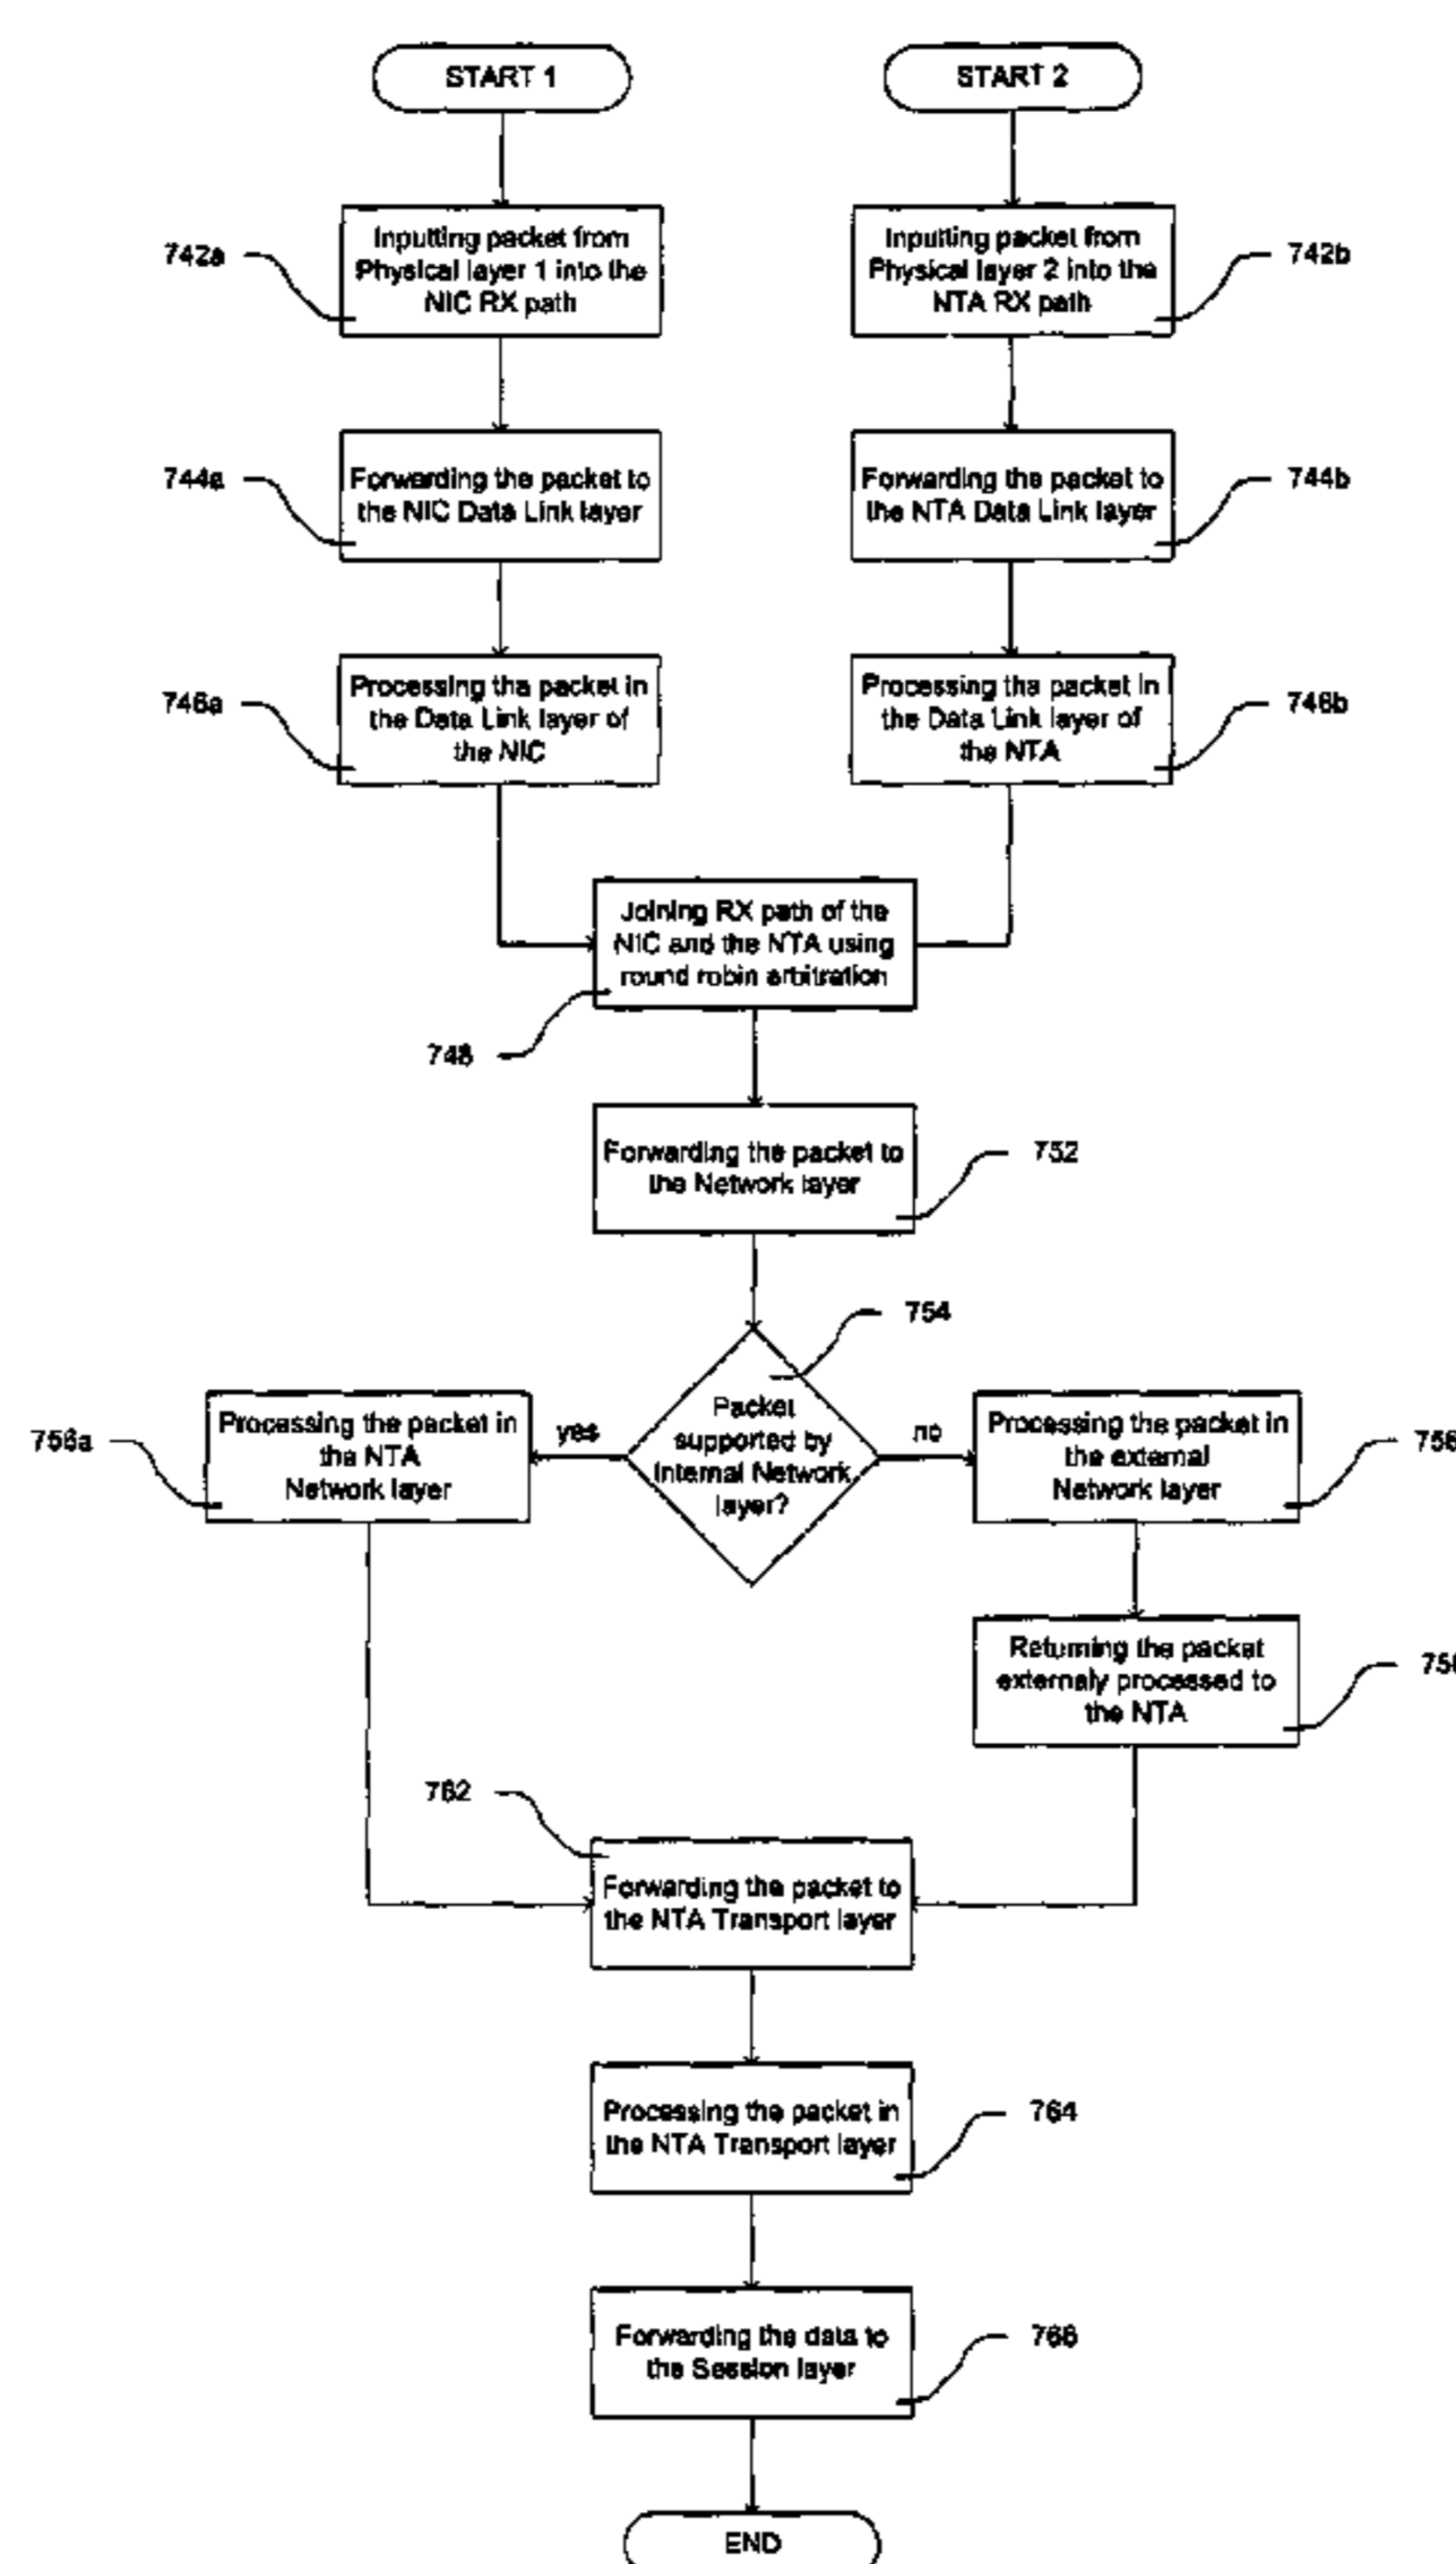 START 1
START 2
742a
Inputting packet from
Physical layer 1 into the
NIC RX path
Inputting packet from
Physical layer 2 into the
NTA RX path
742b
744a
Forwarding the packet to
the NIC Data Link layer
Forwarding the packet to
the NTA Data Link layer
744b
746a
Processing the packet in
the Data Link layer of
the NIC
Processing the packet in
the Data Link layer of
the NTA
746b
Joining RX path of the
NIC and the NTA using
round robin arbitration
748
Forwarding the packet to
the Network layer
752
754
756a
Processing the packet in
the NTA
Network layer
yes
Packet
supported by
Internal Network
layer?
no
Processing the packet in
the external
Network layer
756
Returning the packet
externaly processed to
the NTA
762
Forwarding the packet to
the NTA Transport layer
Processing the packet in
the NTA Transport layer
764
Forwarding the data to
the Session layer
766
END